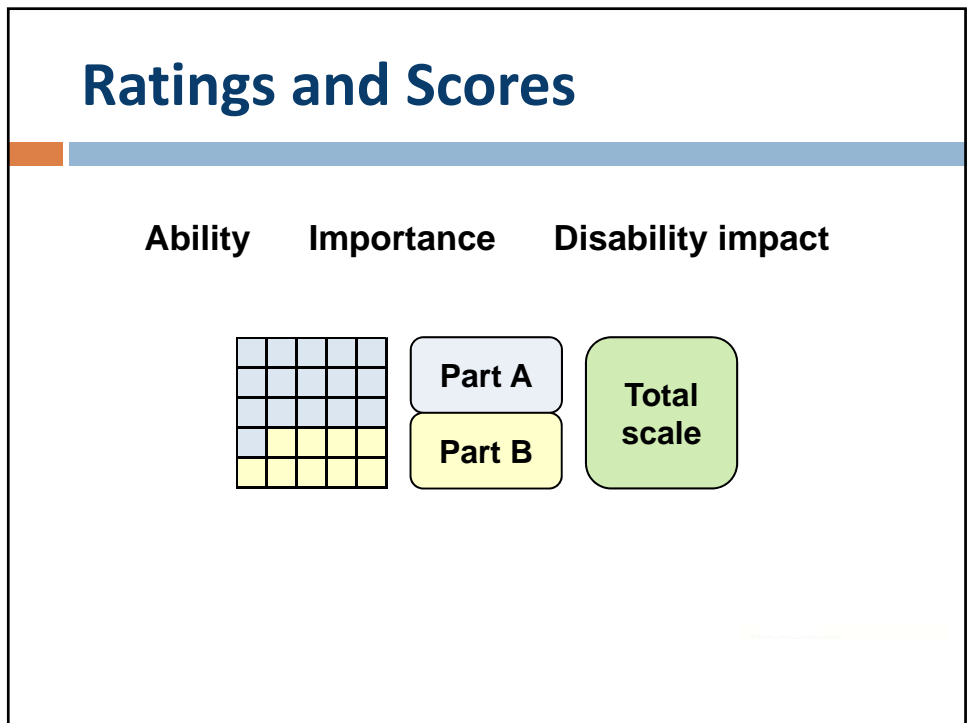 Ratings and Scores
Ability Importance Disability impact
Part A
Part B
Total
scale